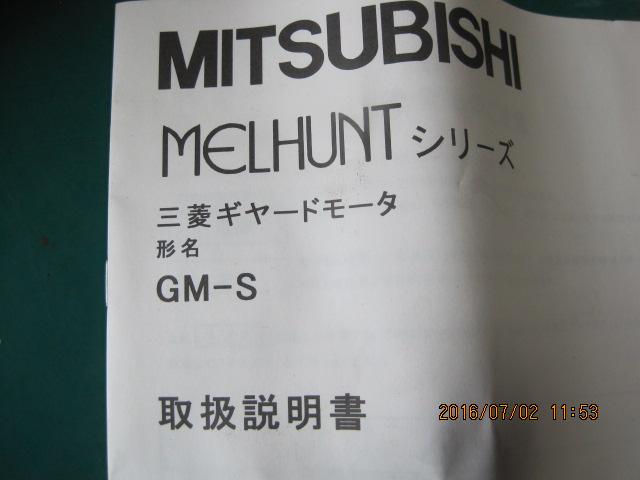 MITSUBISHI
MELHUNT シリーズ
三菱ギヤードモータ
形名
GM-S
取扱説明書
2016/07/02 11:53